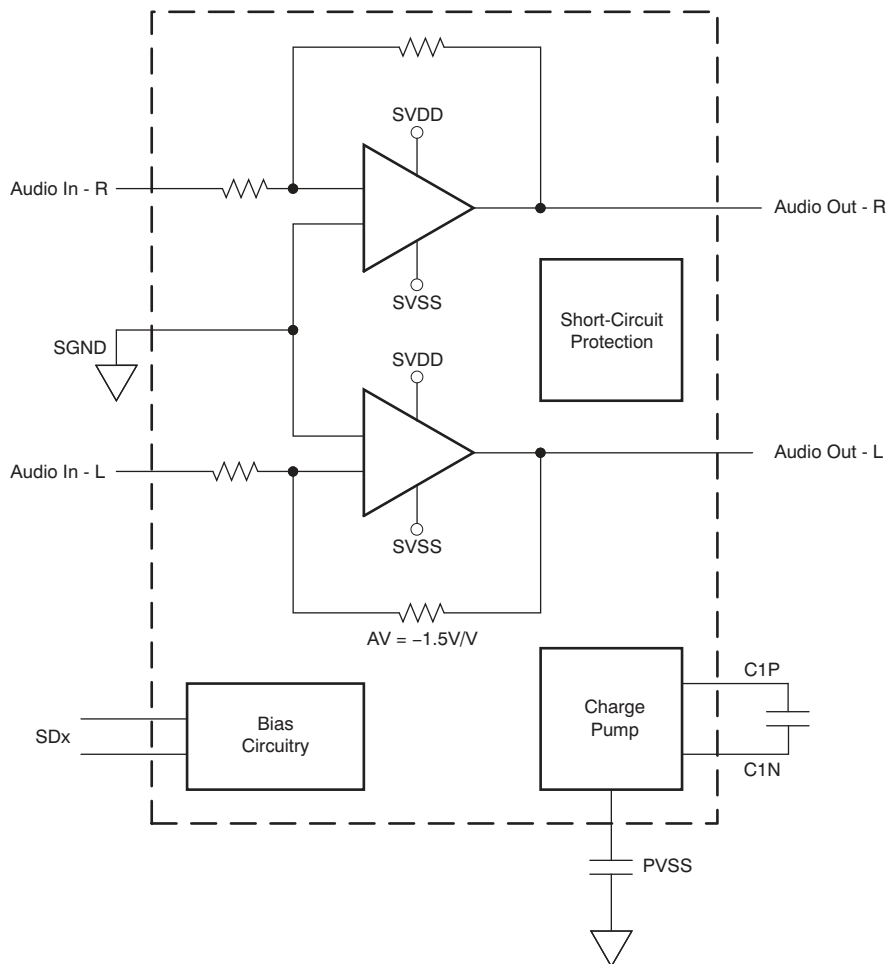 SVDD
Audio In - R
Audio Out - R
SVSS
Short-Circuit
Protection
SGND
SVDD
Audio In - L
Audio Out - L
SVSS
AV = −1.5V/V
C1P
Charge
Pump
Bias
Circuitry
SDx
C1N
PVSS